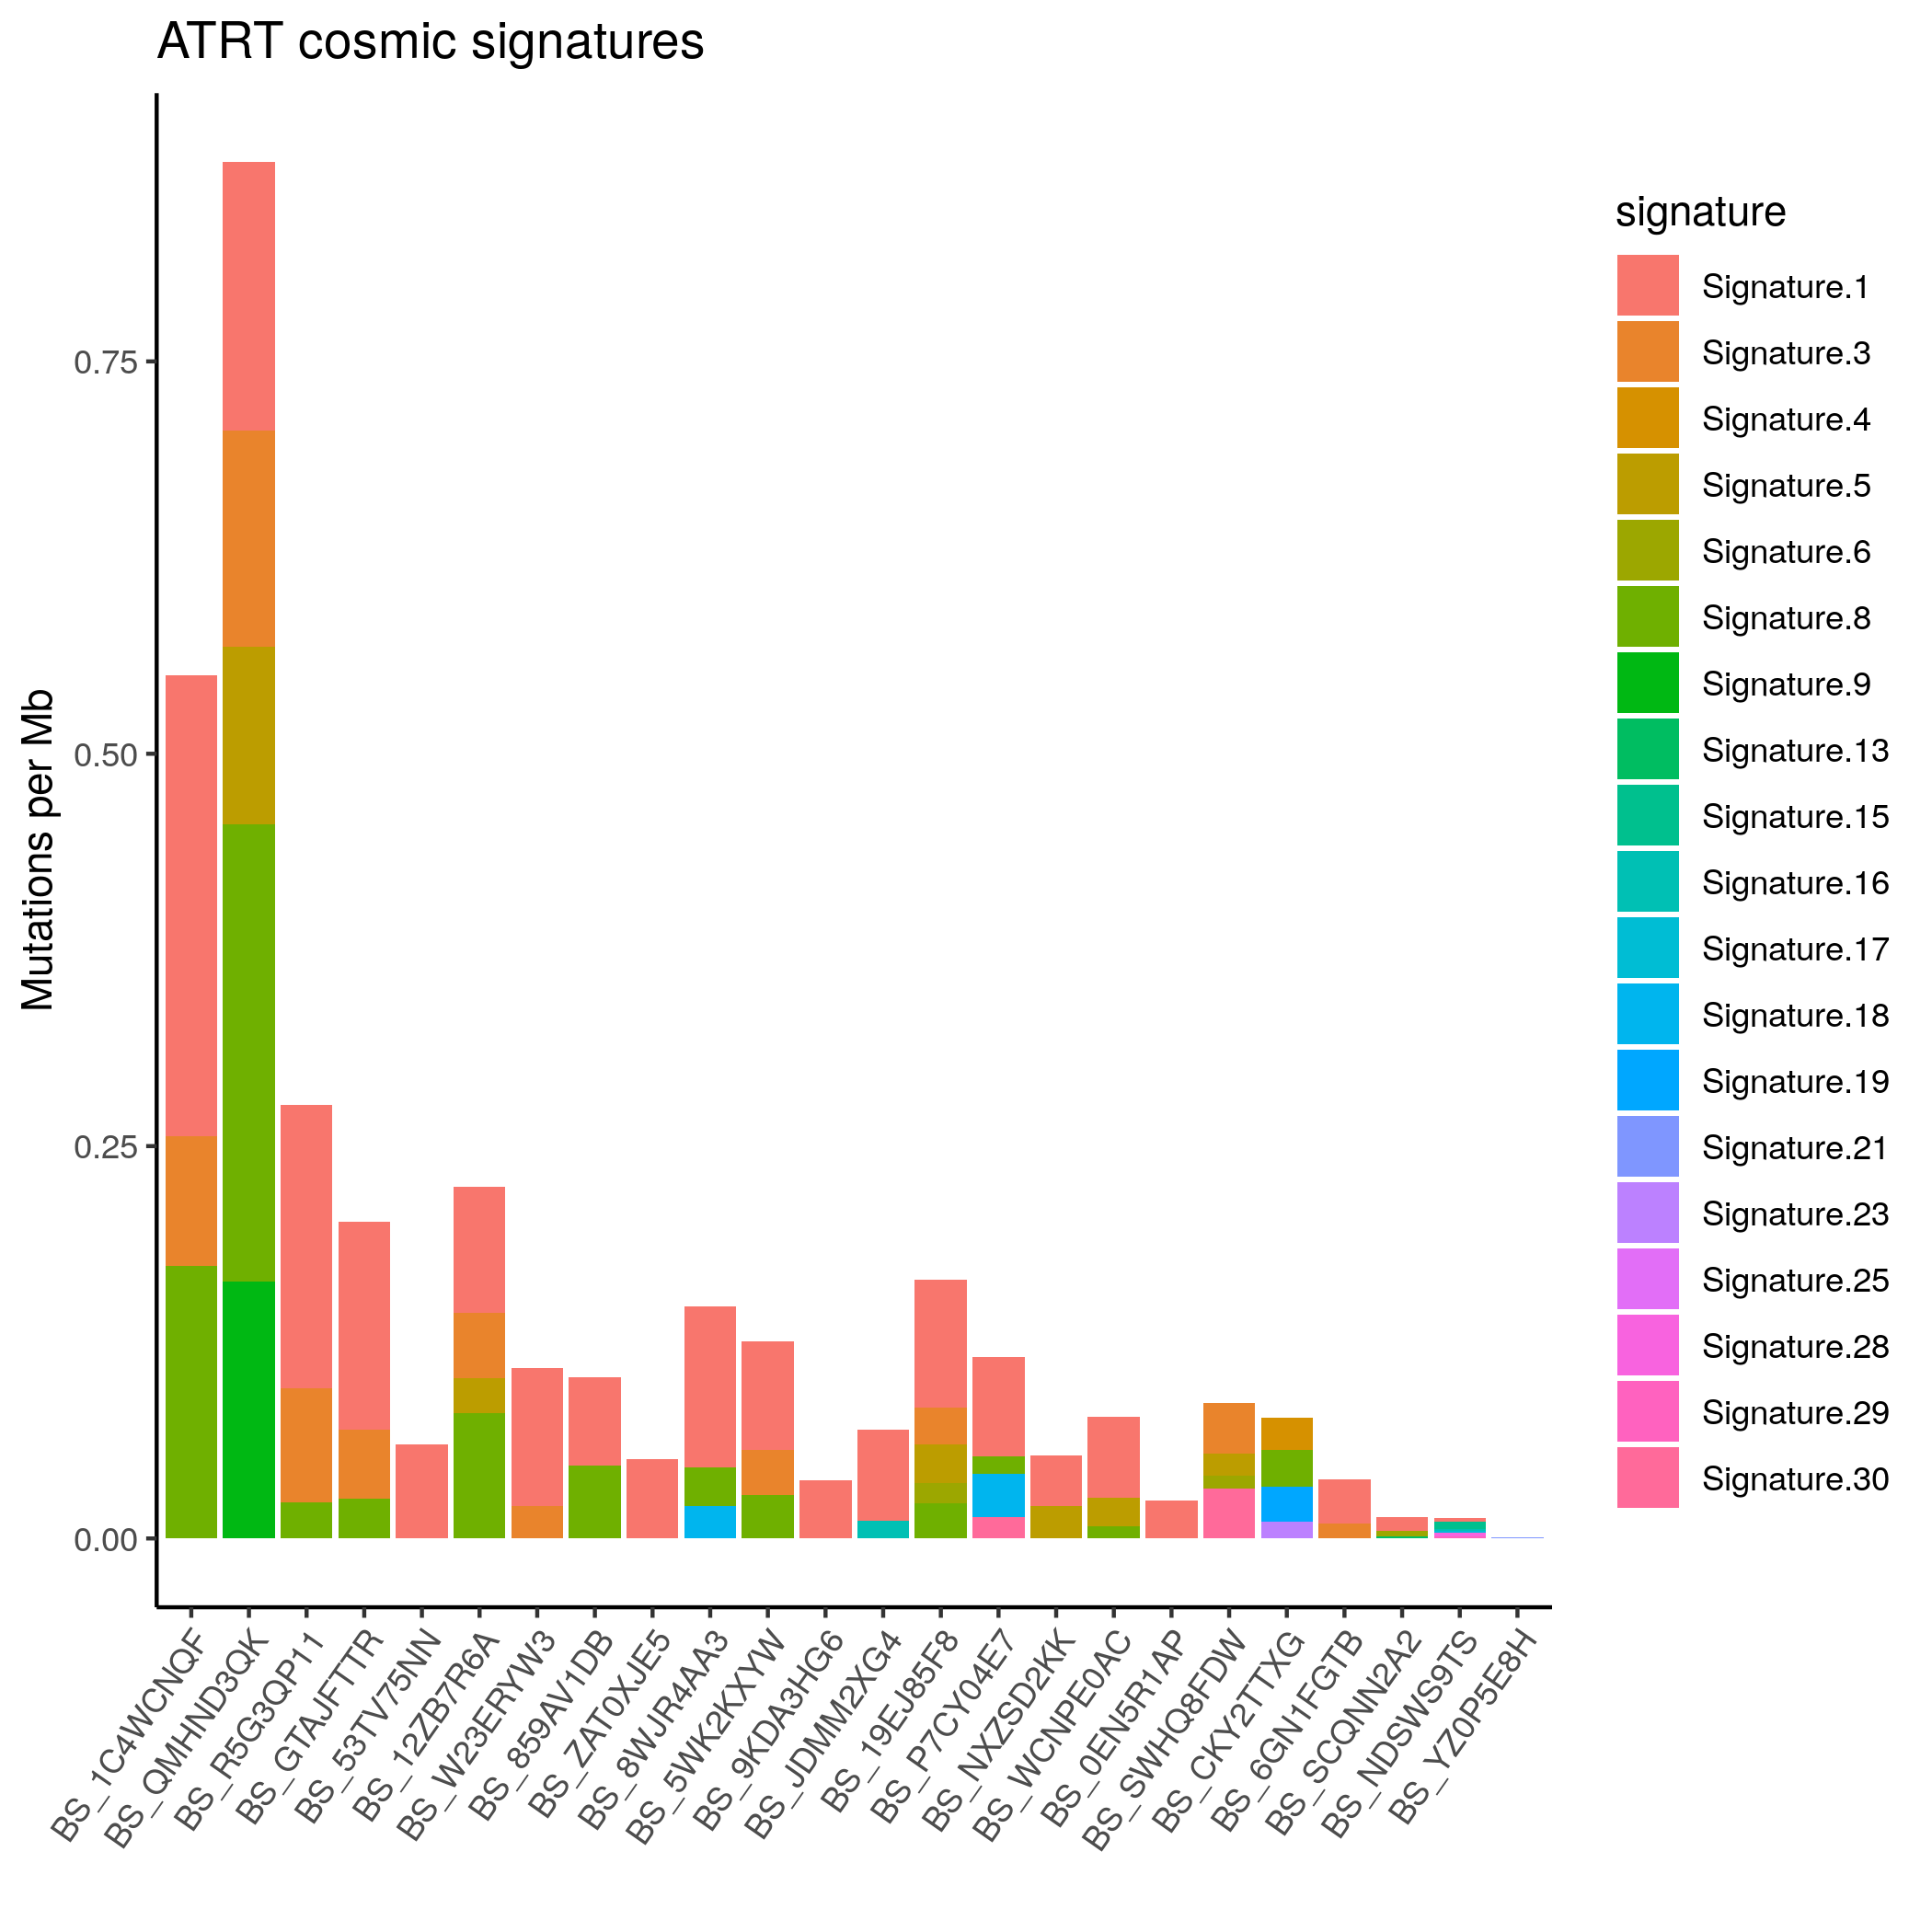 ATRT cosmic signatures
Mutations per Mb
0.75
0.50
0.25
0.00
BS_1C4WCNQF
BS_QMHND3QK
BS_R5G3QP11
BS_GTAJFTTR
BS_53TV75NN
BS_12ZB7R6A
BS_W23ERYW3
BS_859AV1DB
BS_ZAT0XJE5
BS_8WJR4AA3
BS_5WK2KXYW
BS_9KDA3HG6
BS_JDMM2XG4
BS_19EJ85F8
BS_P7CY04E7
BS_NXZSD2KK
BS_WCNPE0AC
BS_0EN5R1AP
BS_SWHQ8FDW
BS_CKY2TTXG
BS_6GN1FGTB
BS_SCQNN2A2
BS_NDSWS9TS
BS_YZ0P5E8H
signature
Signature.1
Signature.3
Signature.4
Signature.5
Signature.6
Signature.8
Signature.9
Signature.13
Signature.15
Signature.16
Signature.17
Signature.18
Signature.19
Signature.21
Signature.23
Signature.25
Signature.28
Signature.29
Signature.30